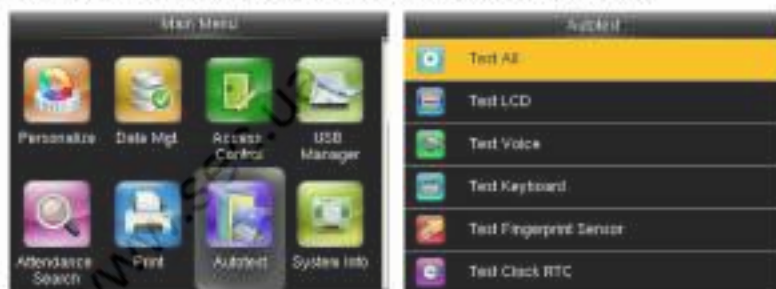 Main Menu
Personalize
Data Mgt.
Access Control
USB Manager
Attendance Search
Print
Autotest
System Info
Autotest
Test All
Test LCD
Test Voice
Test Keyboard
Test Fingerprint Sensor
Test Clock RTC